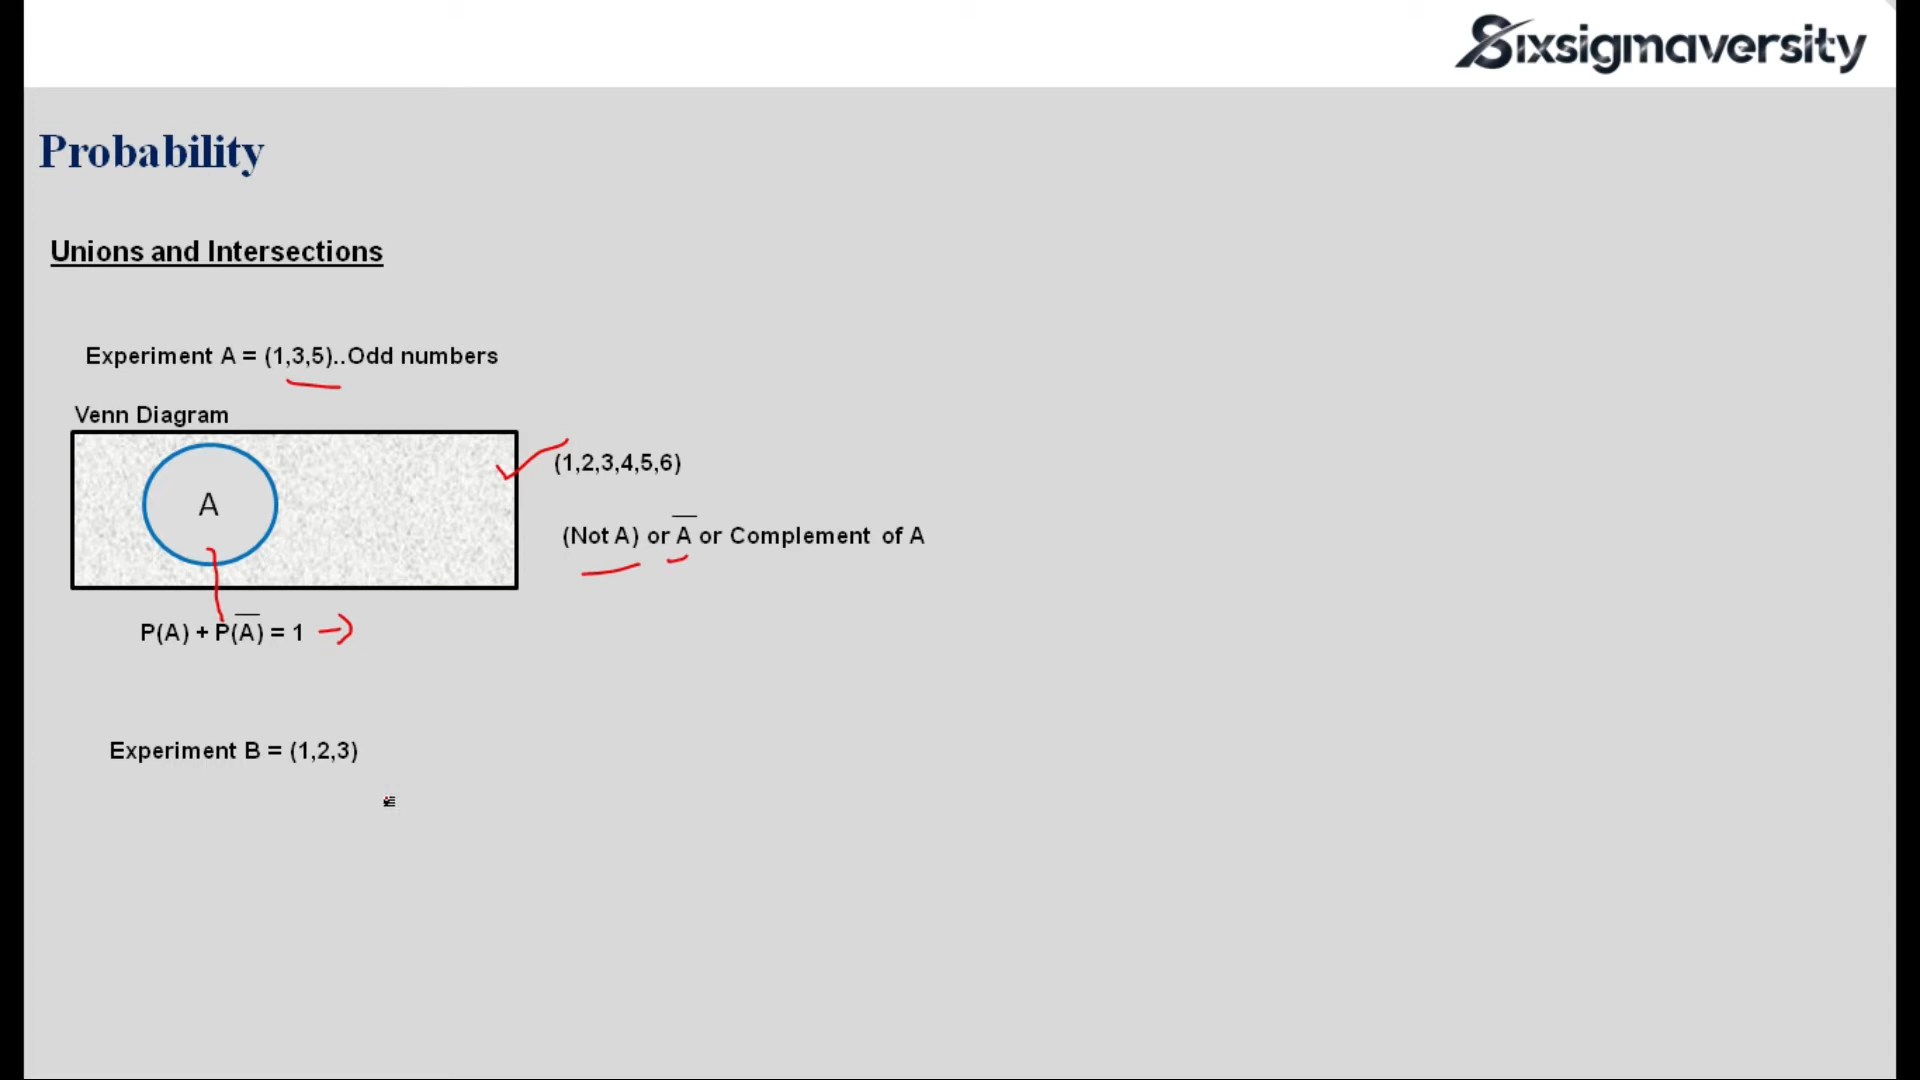 Sixsigmaversity
Probability
Unions and Intersections
Experiment A = (1,3,5)..Odd numbers
Venn Diagram
A
(1,2,3,4,5,6)
(Not A) or A̅ or Complement of A
P(A) + P(A̅) = 1
Experiment B = (1,2,3)